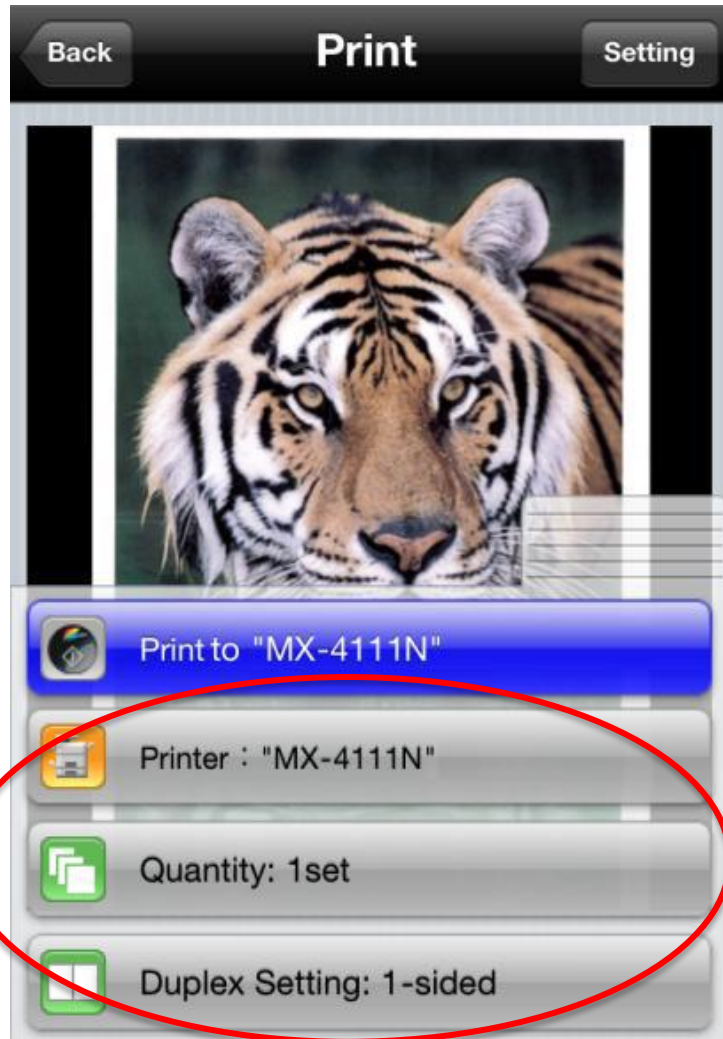 Back
Print
Setting
Print to "MX-4111N"
Printer : "MX-4111N"
Quantity: 1set
Duplex Setting: 1-sided